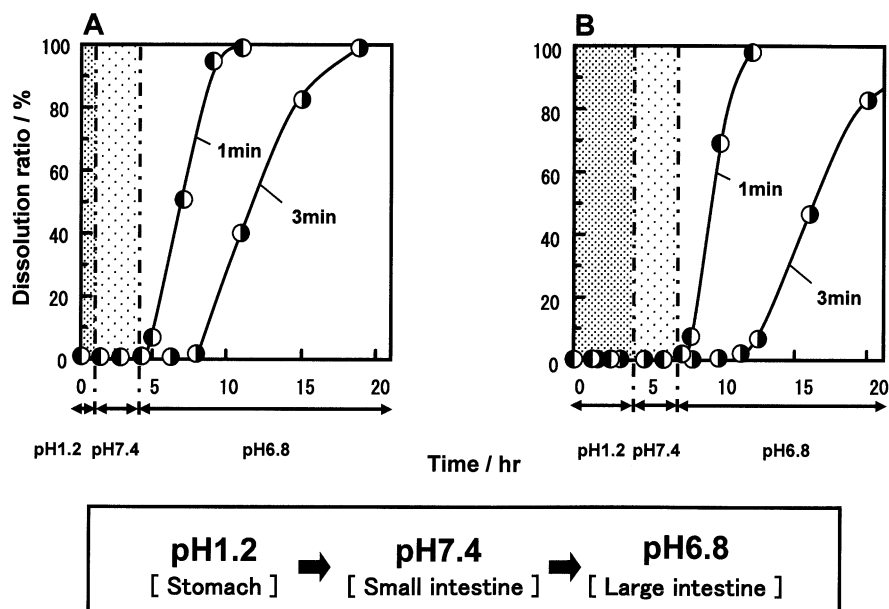 A
B
Dissolution ratio / %
100
80
60
40
20
0
1min
3min
0 5 10 15 20
pH1.2 pH7.4 pH6.8
100
80
60
40
20
0
1min
3min
0 5 10 15 20
pH1.2 pH7.4 pH6.8
Time / hr
pH1.2 pH7.4 pH6.8
[ Stomach ] [ Small intestine ] [ Large intestine ]